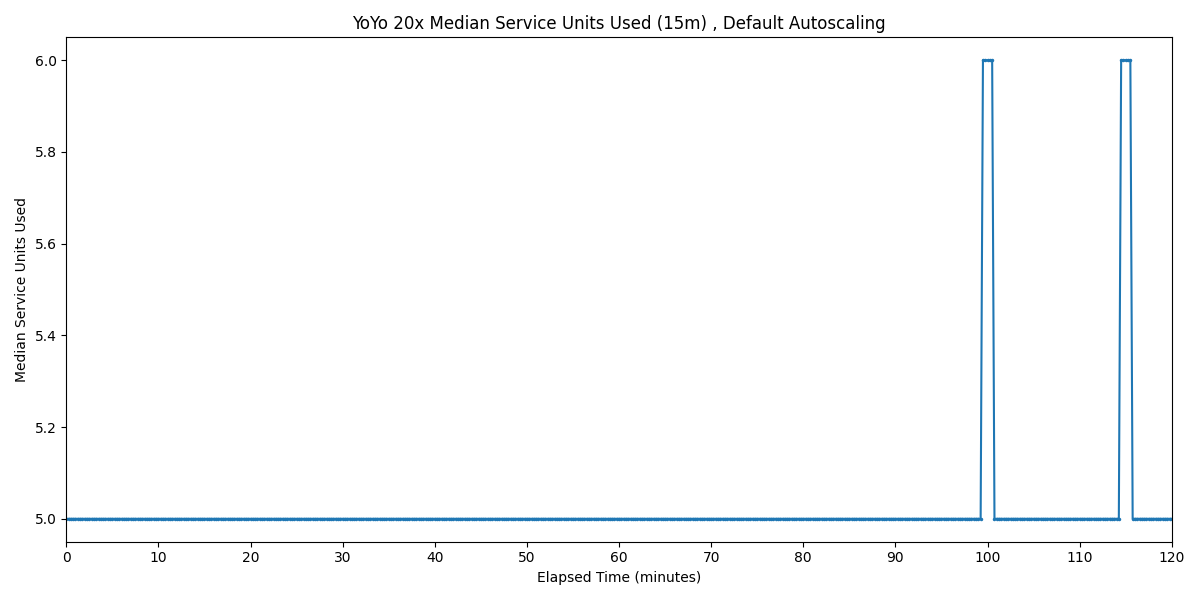 YoYo 20x Median Service Units Used (15m) , Default Autoscaling
6.0
5.8
5.6
5.4
5.2
5.0
Median Service Units Used
0 10 20 30 40 50 60 70 80 90 100 110 120
Elapsed Time (minutes)